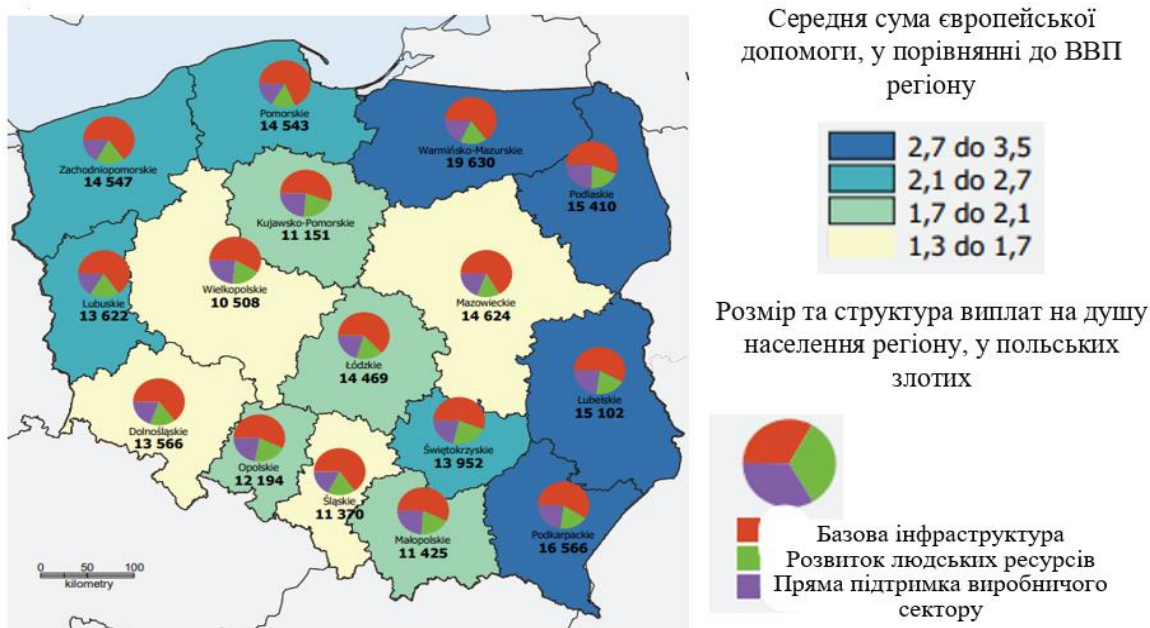 Середня сума європейської
допомоги, у порівнянні до ВВП
регіону
2,7 do 3,5
2,1 do 2,7
1,7 do 2,1
1,3 do 1,7
Розмір та структура виплат на душу
населення регіону, у польських
злотих
Базова інфраструктура
Розвиток людських ресурсів
Пряма підтримка виробничого
сектору
Pomorskie
14 543
Warmińsko-Mazurskie
19 630
Zachodniopomorskie
14 547
Podlaskie
15 410
Kujawsko-Pomorskie
11 151
Lubuskie
13 622
Wielkopolskie
10 508
Mazowieckie
14 624
Łódzkie
14 469
Lubelskie
15 102
Dolnośląskie
13 566
Opolskie
12 194
Świętokrzyskie
13 952
Śląskie
11 370
Małopolskie
11 425
Podkarpackie
16 566
0 50 100
kilometry